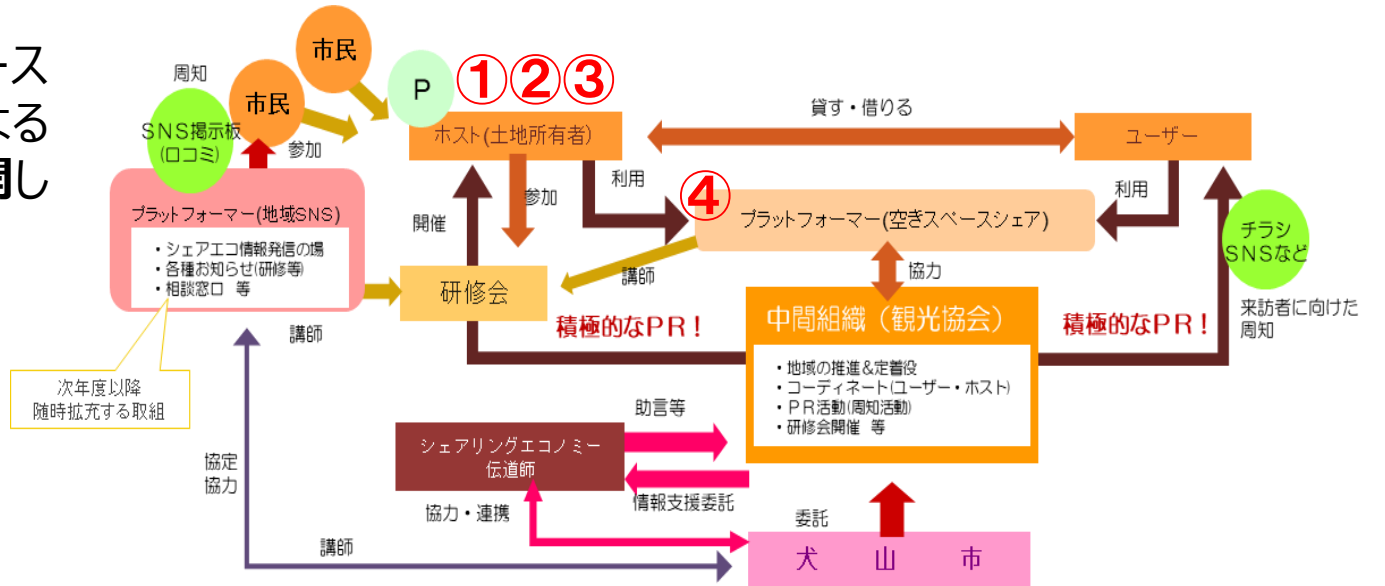 ース
よる
開し
市民
周知
市民
SNS掲示板
(口コミ)
参加
P
①②③
ホスト(土地所有者)
貸す・借りる
ユーザー
利用
参加
開催
④
プラットフォーマー(空きスペースシェア)
利用
チラシ
SNSなど
来訪者に向けた
周知
プラットフォーマー(地域SNS)
・シェアエコ情報発信の場
・各種お知らせ(研修等)
・相談窓口 等
研修会
講師
講師
協力
積極的なPR!
積極的なPR!
中間組織(観光協会)
・地域の推進&定着役
・コーディネート(ユーザー・ホスト)
・PR活動(周知活動)
・研修会開催 等
次年度以降
随時拡充する取組
助言等
シェアリングエコノミー
伝道師
情報支援委託
協定
協力
協力・連携
委託
講師
犬 山 市